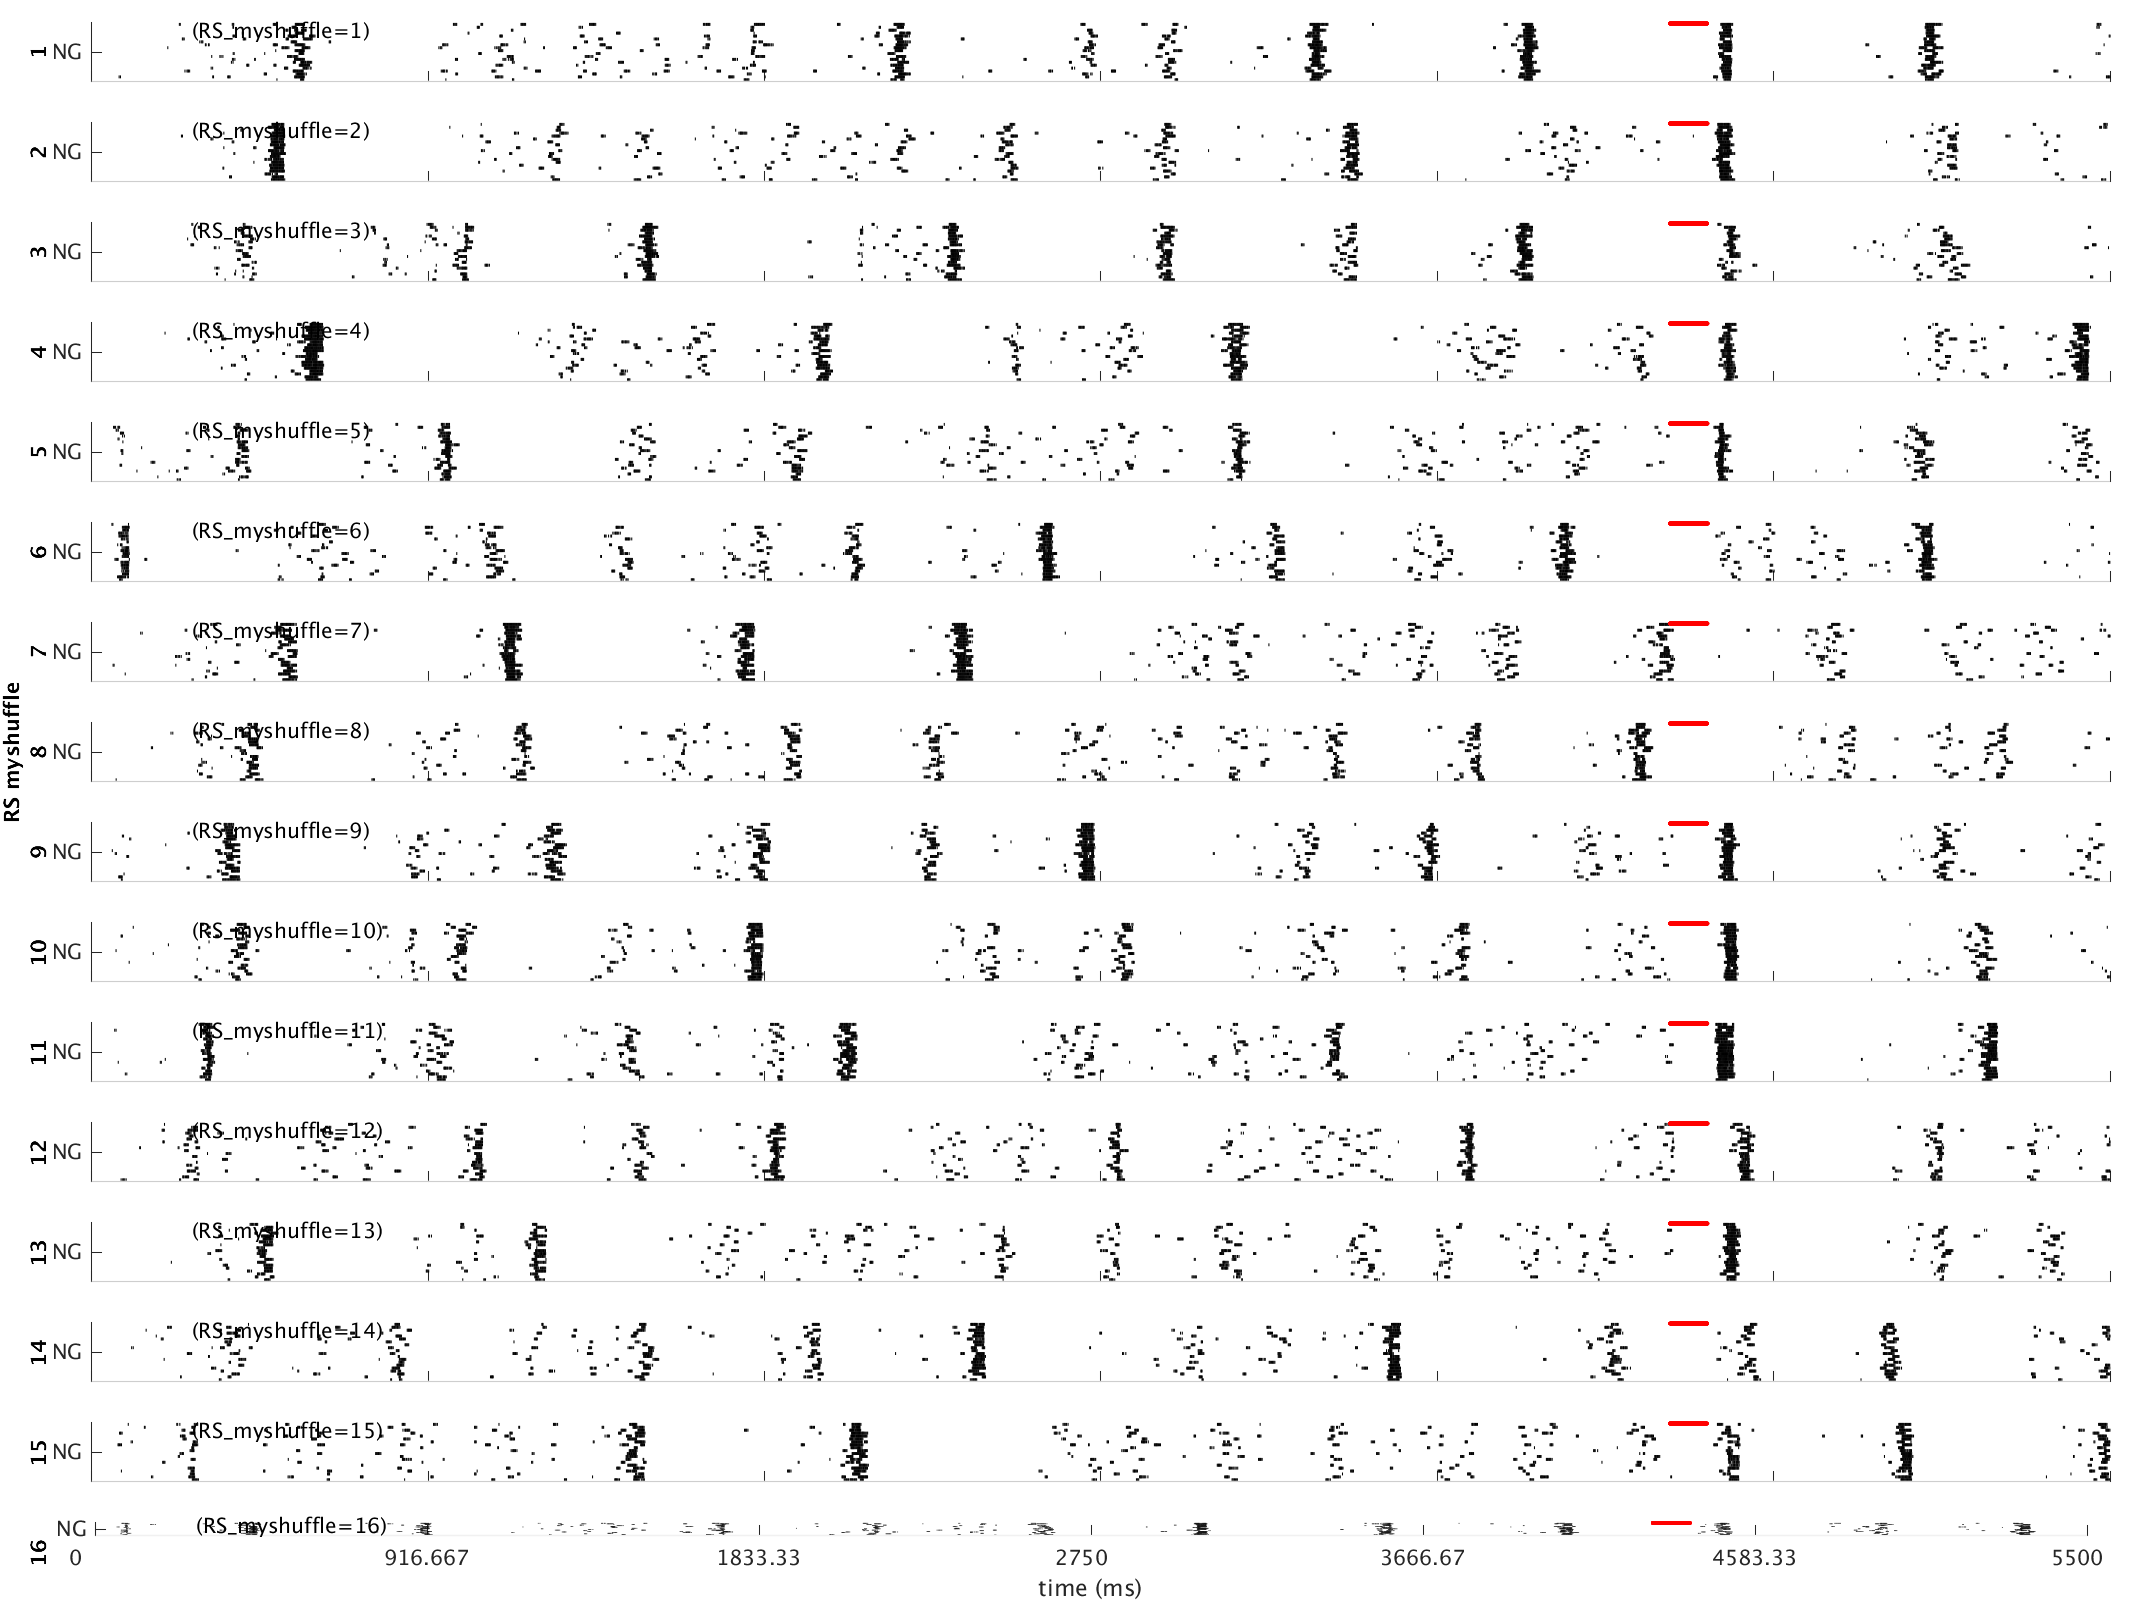 1 NG (RS_myshuffle=1)
2 NG (RS_myshuffle=2)
3 NG (RS_myshuffle=3)
4 NG (RS_myshuffle=4)
5 NG (RS_myshuffle=5)
6 NG (RS_myshuffle=6)
7 NG (RS_myshuffle=7)
RS myshuffle
8 NG (RS_myshuffle=8)
9 NG (RS_myshuffle=9)
10 NG (RS_myshuffle=10)
11 NG (RS_myshuffle=11)
12 NG (RS_myshuffle=12)
13 NG (RS_myshuffle=13)
14 NG (RS_myshuffle=14)
15 NG (RS_myshuffle=15)
16 NG (RS_myshuffle=16)
0 916.667 1833.33 2750 3666.67 4583.33 5500
time (ms)